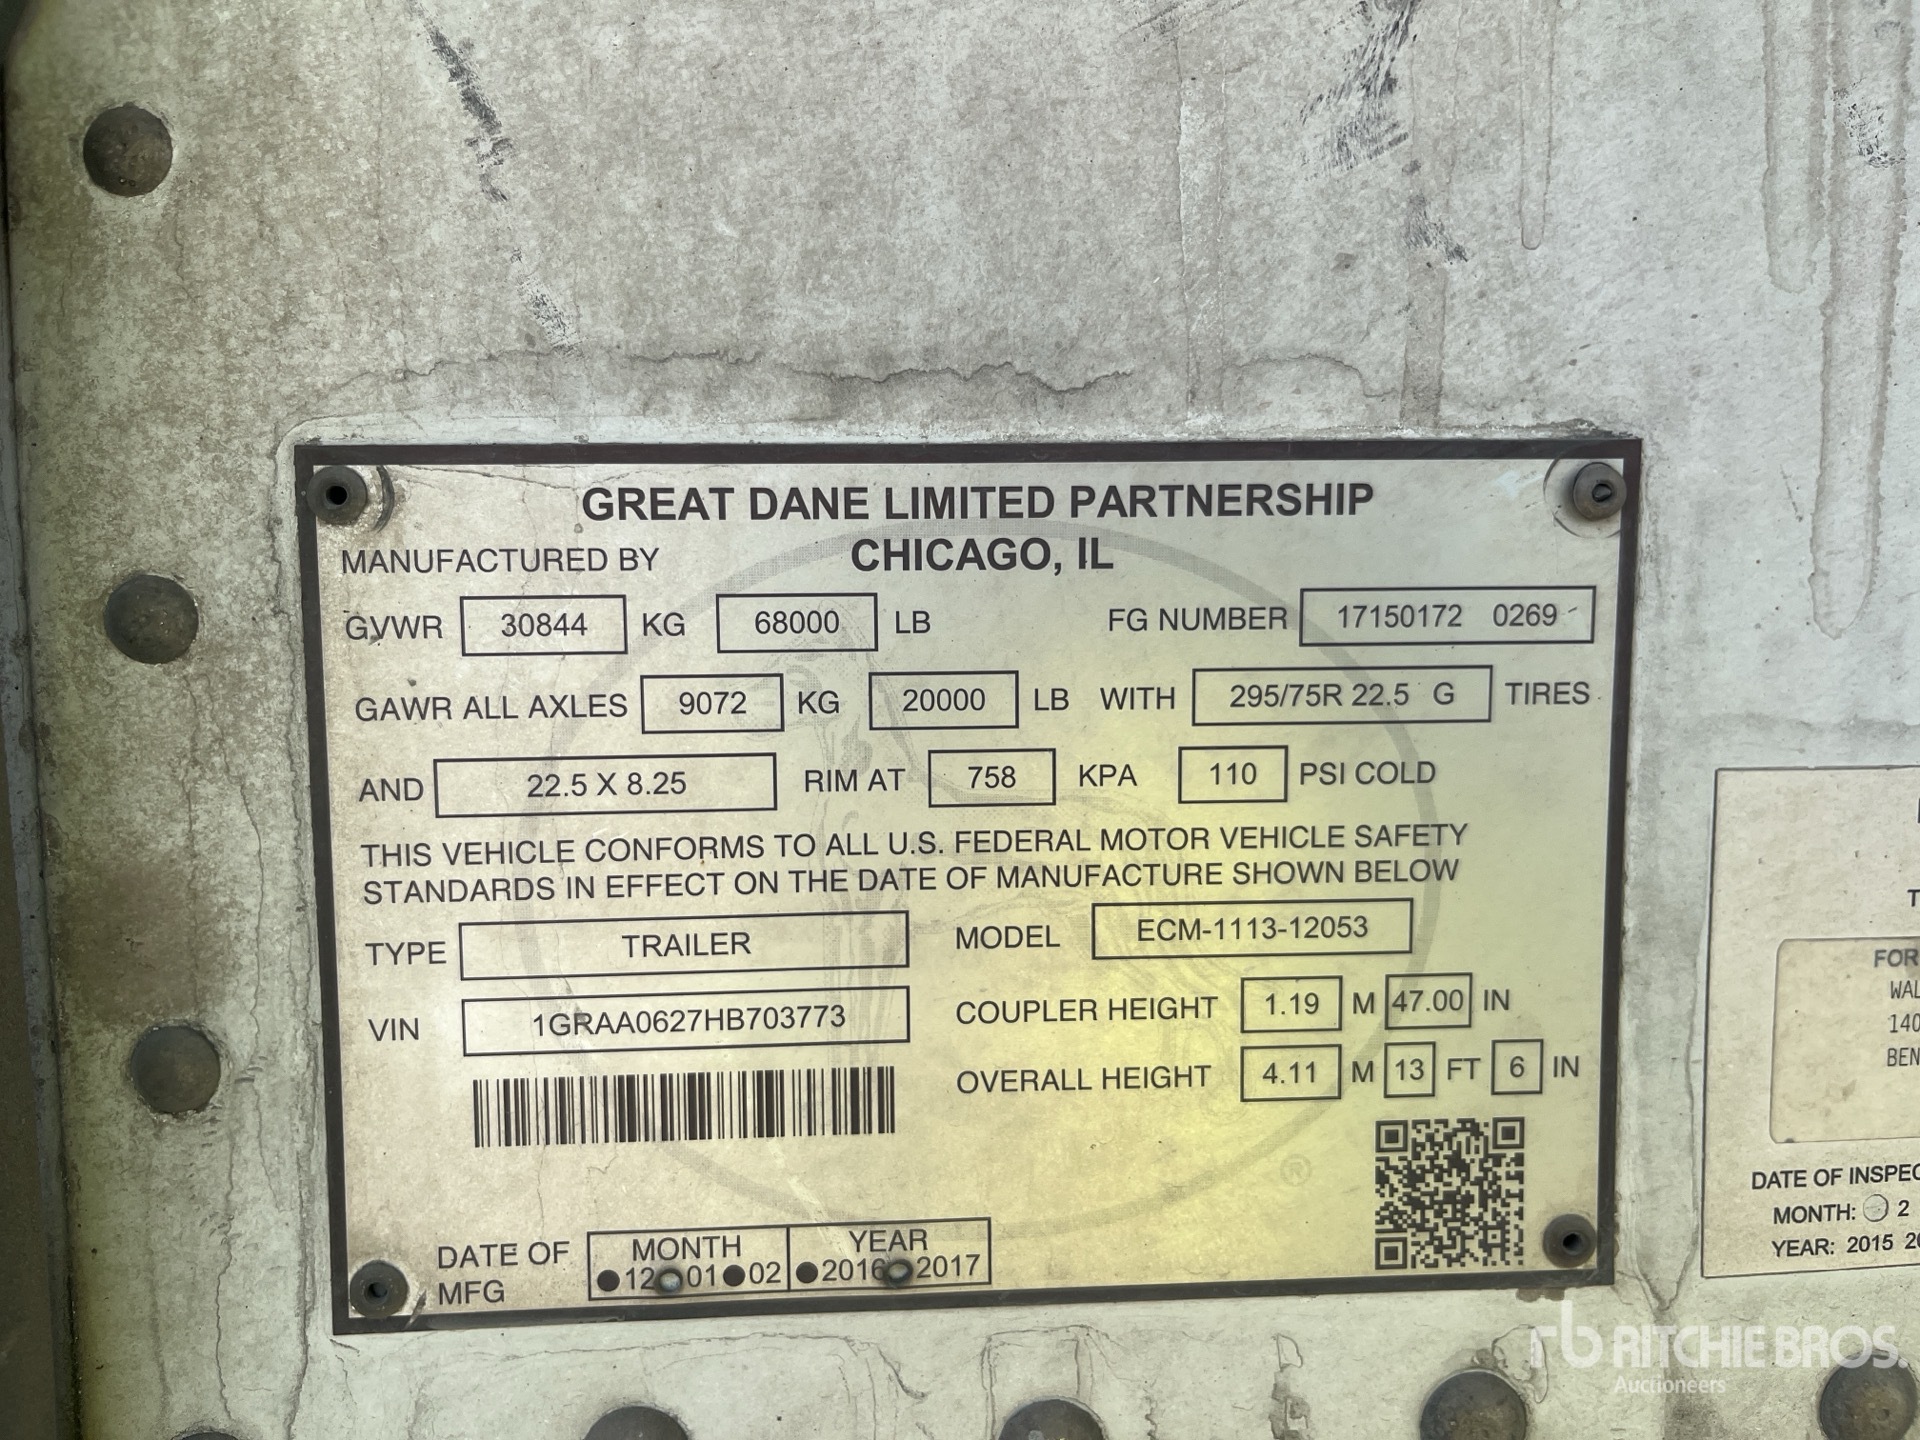 GREAT DANE LIMITED PARTNERSHIP
MANUFACTURED BY CHICAGO, IL
GVWR 30844 KG 68000 LB FG NUMBER 17150172 0269
GAWR ALL AXLES 9072 KG 20000 LB WITH 295/75R 22.5 G TIRES
AND 22.5 X 8.25 RIM AT 758 KPA 110 PSI COLD
THIS VEHICLE CONFORMS TO ALL U.S. FEDERAL MOTOR VEHICLE SAFETY
STANDARDS IN EFFECT ON THE DATE OF MANUFACTURE SHOWN BELOW
TYPE TRAILER MODEL ECM-1113-12053
VIN 1GRAA0627HB703773 COUPLER HEIGHT 1.19 M 47.00 IN
OVERALL HEIGHT 4.11 M 13 FT 6 IN
®
DATE OF MFG MONTH YEAR
12 01 02 2016 2017
FOR
WAL
140
BEN
DATE OF INSPEC
MONTH: 2
YEAR: 2015 20
rb RITCHIE BROS.
Auctioneers